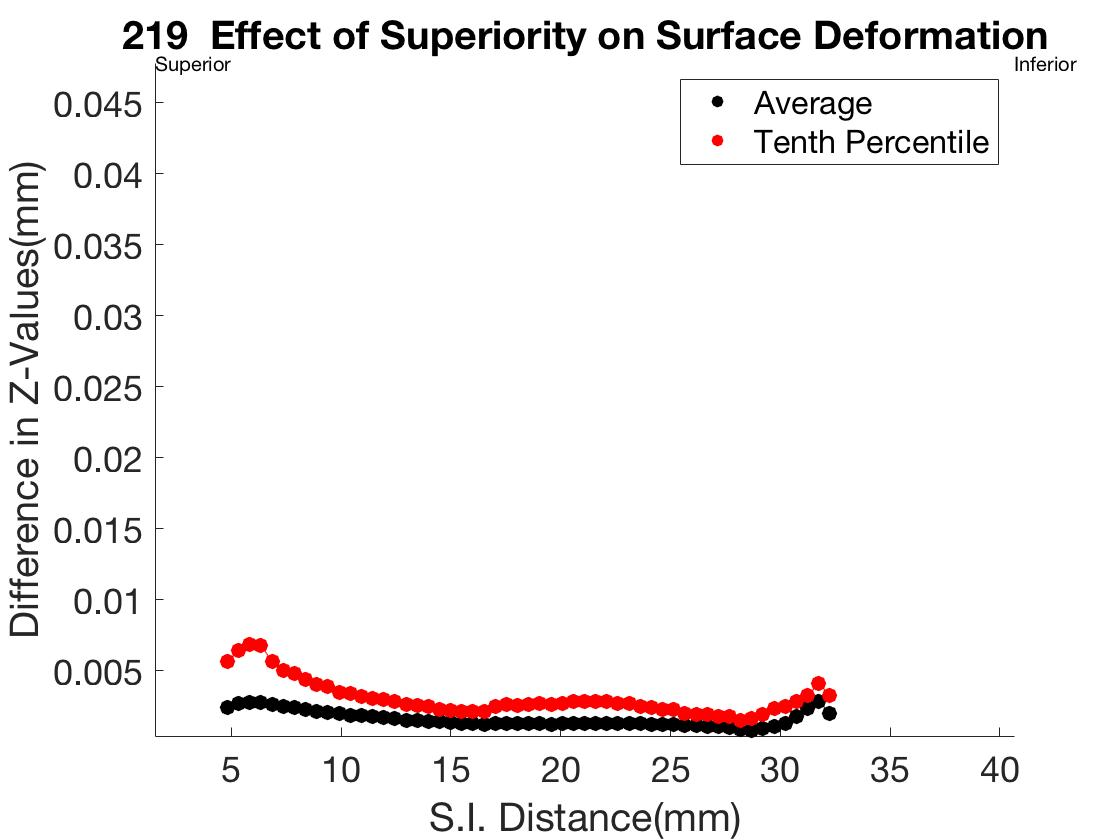 219  Effect of Superiority on Surface Deformation
Superior
Inferior
Average
Tenth Percentile
Difference in Z-Values(mm)
0.045
0.04
0.035
0.03
0.025
0.02
0.015
0.01
0.005
5 10 15 20 25 30 35 40
S.I. Distance(mm)